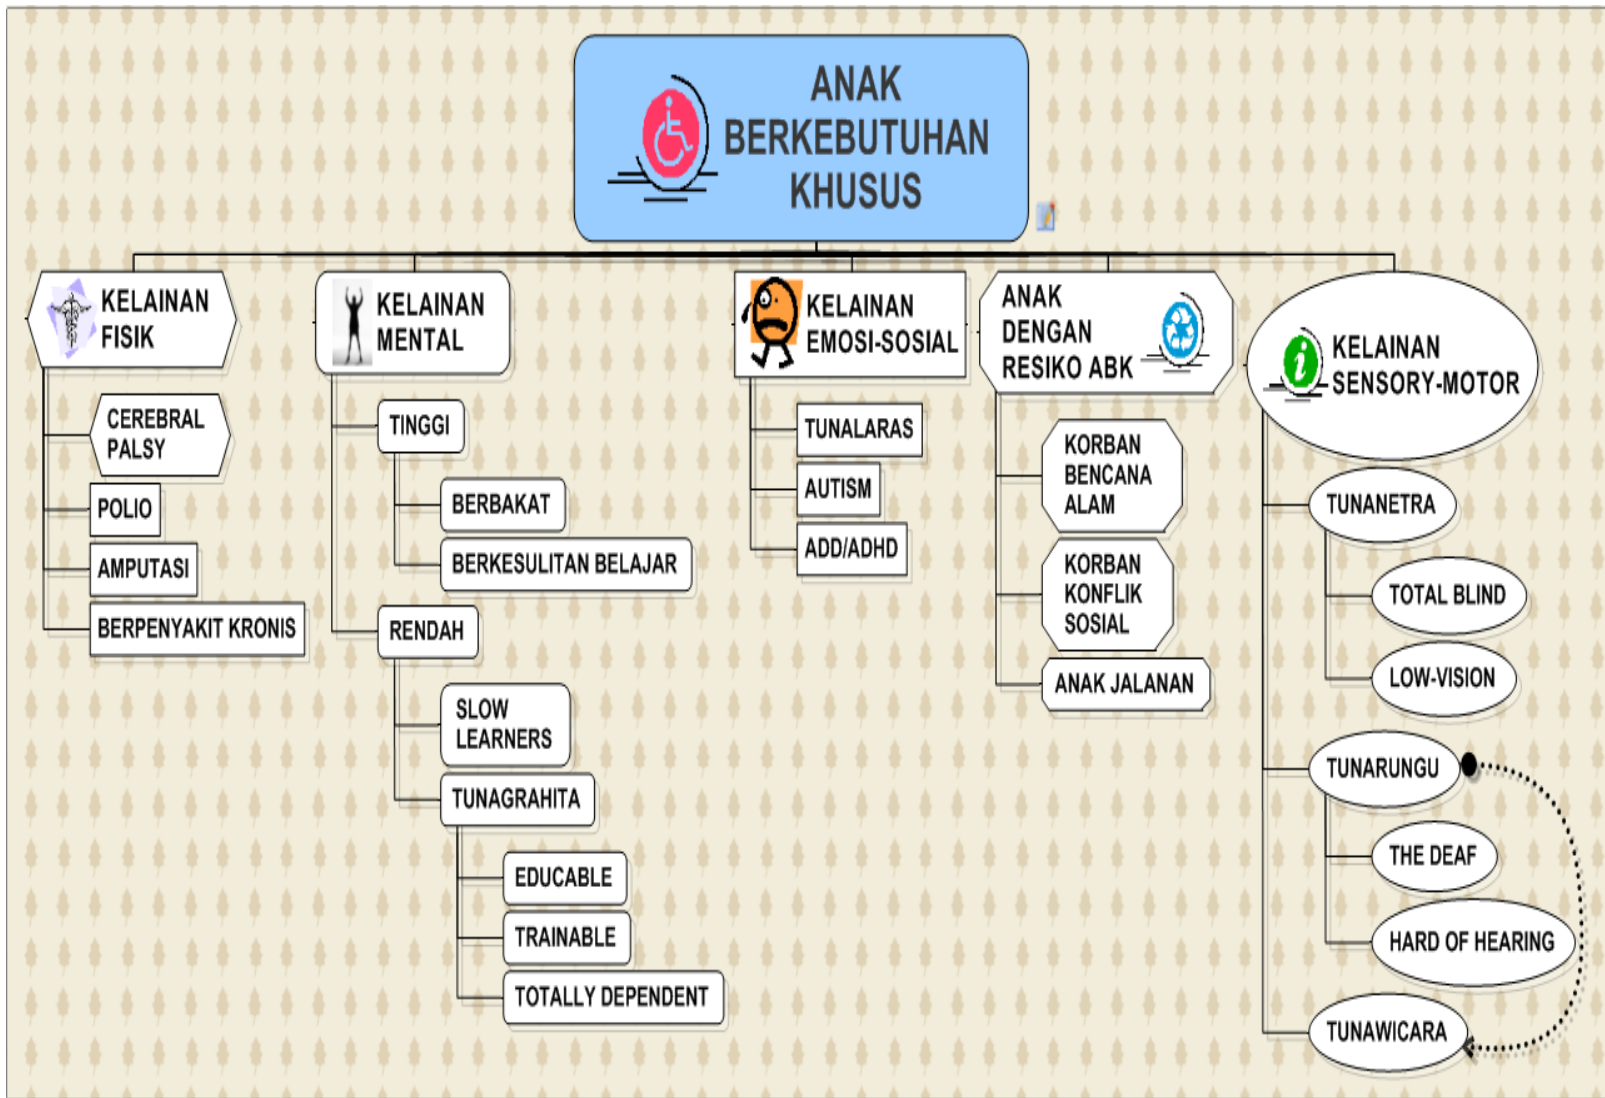 ANAK
BERKEBUTUHAN
KHUSUS
KELAINAN
FISIK
CEREBRAL
PALSY
POLIO
AMPUTASI
BERPENYAKIT KRONIS
KELAINAN
MENTAL
TINGGI
BERBAKAT
BERKESULITAN BELAJAR
RENDAH
SLOW
LEARNERS
TUNAGRAHITA
EDUCABLE
TRAINABLE
TOTALLY DEPENDENT
KELAINAN
EMOSI-SOSIAL
TUNALARAS
AUTISM
ADD/ADHD
ANAK
DENGAN
RESIKO ABK
KORBAN
BENCANA
ALAM
KORBAN
KONFLIK
SOSIAL
ANAK JALANAN
i
KELAINAN
SENSORY-MOTOR
TUNANETRA
TOTAL BLIND
LOW-VISION
TUNARUNGU
THE DEAF
HARD OF HEARING
TUNAWICARA